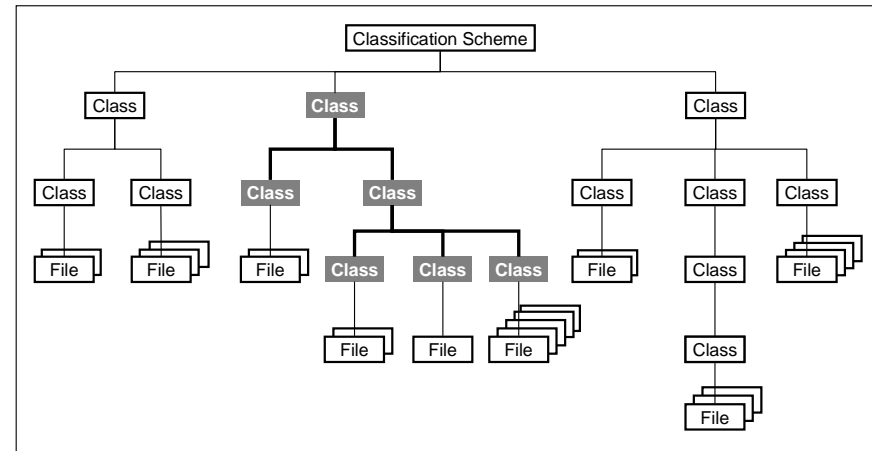 Classification Scheme
Class Class Class
Class Class Class Class Class Class Class
File File File Class Class Class File Class File
File File File Class
File